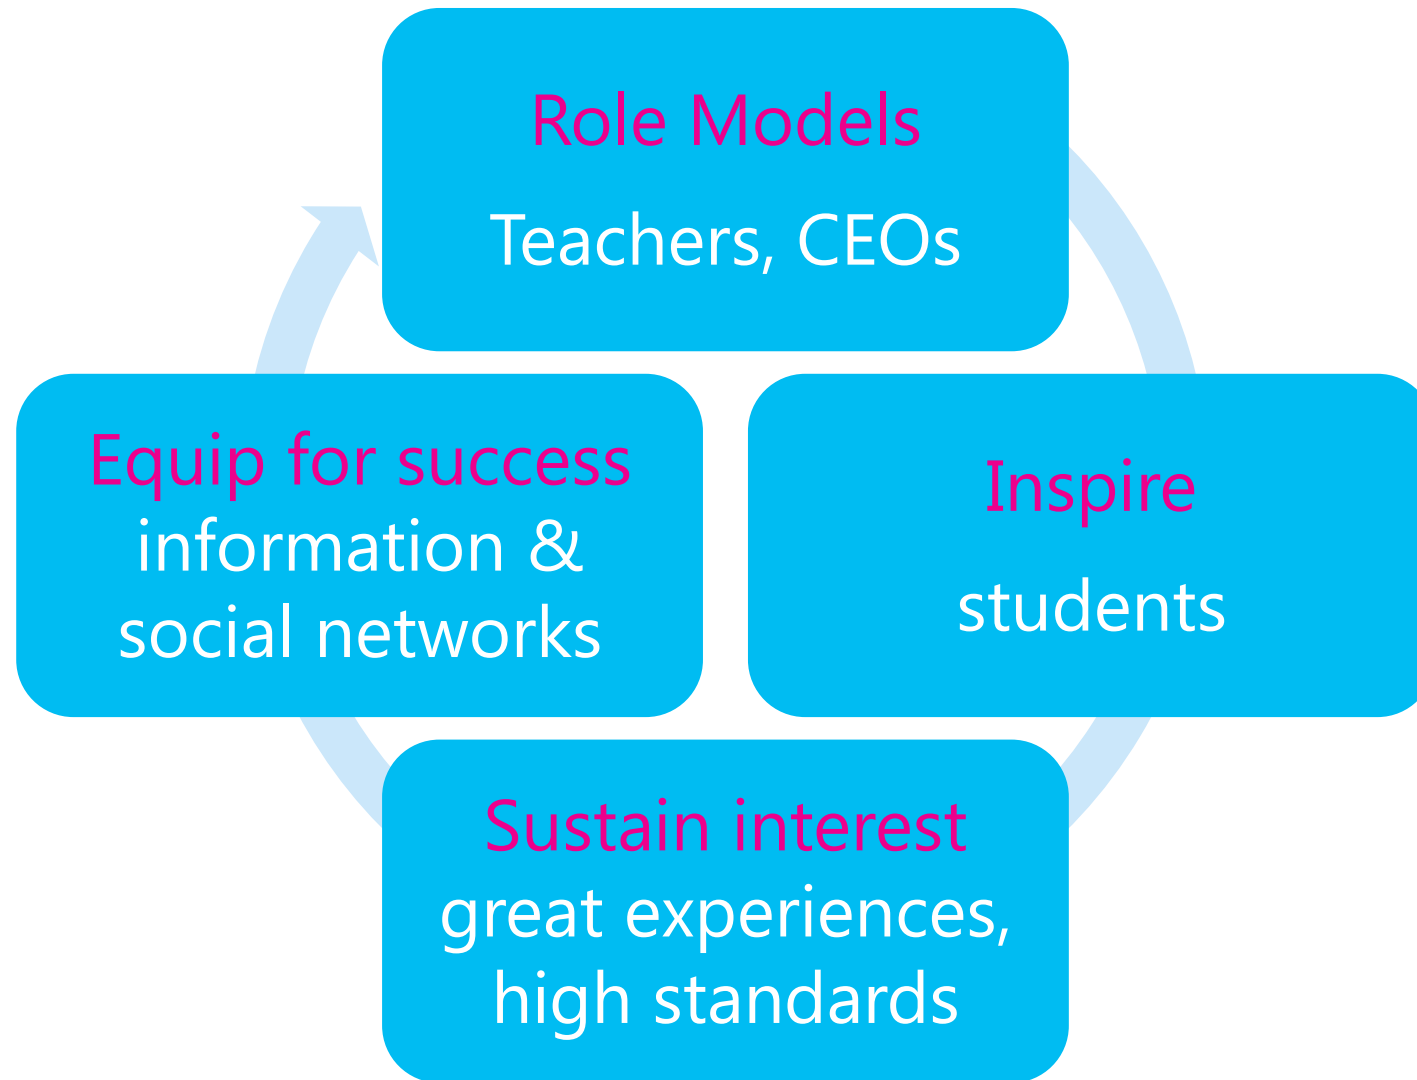 Role Models
Teachers, CEOs
Inspire
students
Sustain interest
great experiences,
high standards
Equip for success
information &
social networks